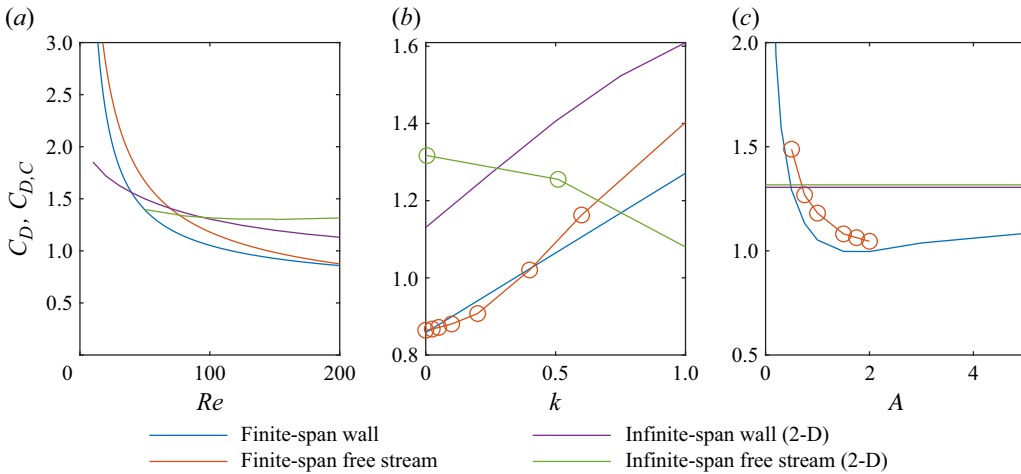 (a) (b) (c)
3.0 2.5 2.0 1.5 1.0 0.5
0 100 200
C_D, C_{D,C}
Re
1.6 1.4 1.2 1.0 0.8
0 0.5 1.0
k
2.0 1.5 1.0 0.5
0 2 4
A
Finite-span wall
Finite-span free stream
Infinite-span wall (2-D)
Infinite-span free stream (2-D)